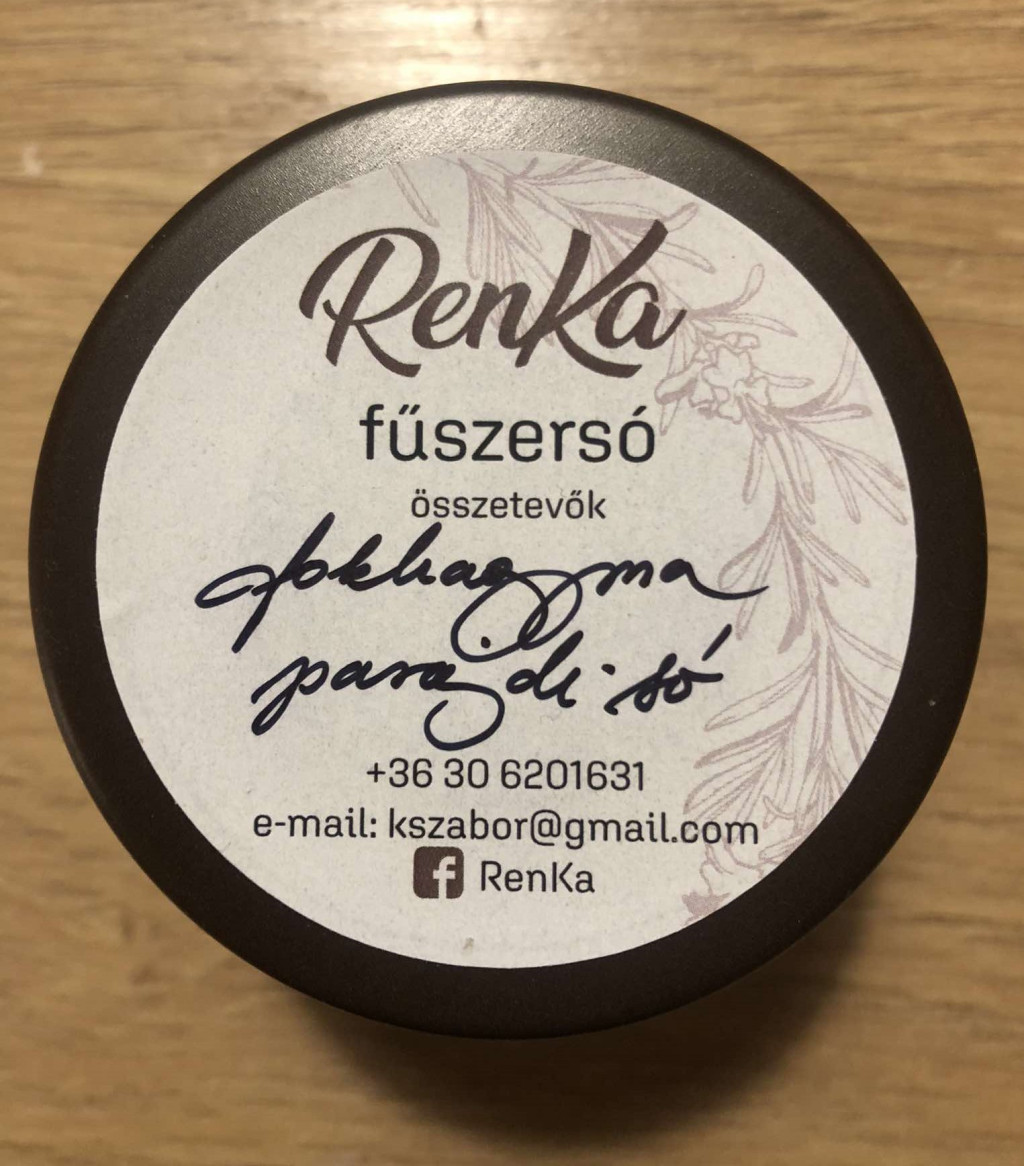 RenKa
fűszersó
összetevők
fokhagyma
parajdi só
+36 30 6201631
e-mail: kszabor@gmail.com
RenKa